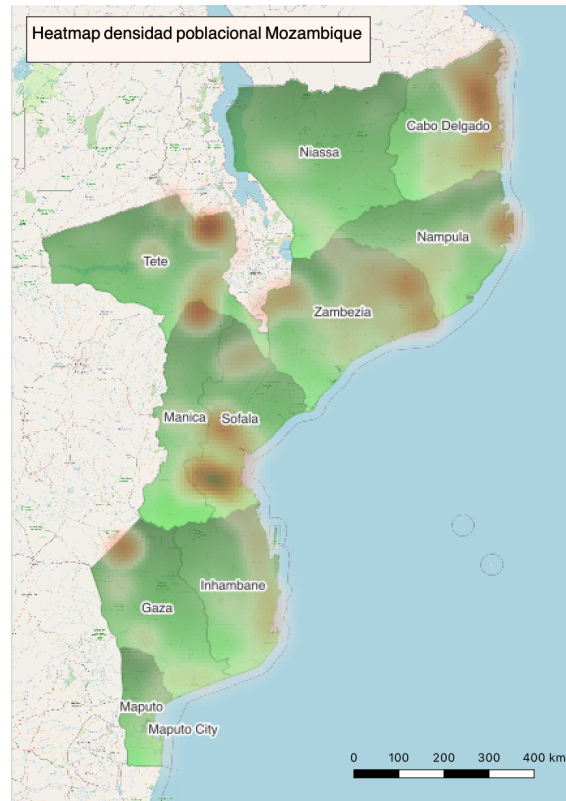 Heatmap densidad poblacional Mozambique
Cabo Delgado
Niassa
Nampula
Tete
Zambezia
Manica
Sofala
Inhambane
Gaza
Maputo
Maputo City
0 100 200 300 400 km